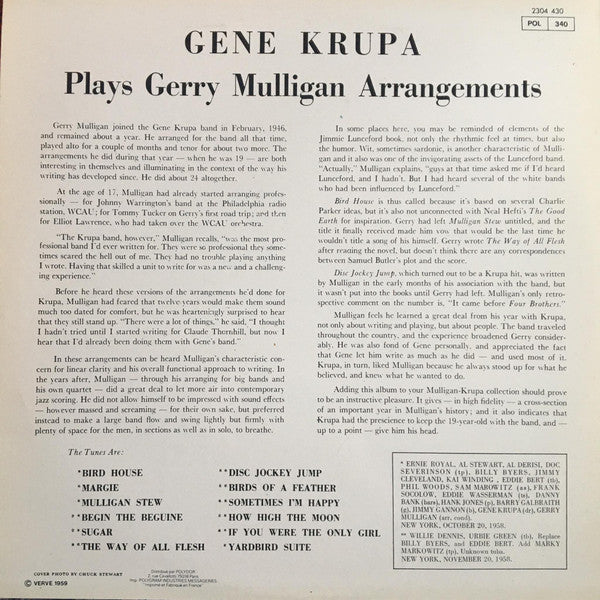 2304 430
POL 340
GENE KRUPA
Plays Gerry Mulligan Arrangements
Gerry Mulligan joined the Gene Krupa band in February, 1946,
and remained about a year. He arranged for the band all that time,
played alto for a couple of months and tenor for about two more. The
arrangements he did during that year — when he was 19 — are both
interesting in themselves and illuminating in the context of the way his
writing has developed since. He did about 24 altogether.
At the age of 17, Mulligan had already started arranging profes-
sionally — for Johnny Warrington's band at the Philadelphia radio
station, WCAU; for Tommy Tucker on Gerry's first road trip; and then
for Elliot Lawrence, who had taken over the WCAU orchestra.
"The Krupa band, however," Mulligan recalls, "was the most pro-
fessional band I'd ever written for. They were so professional they some-
times scared the hell out of me. They had no trouble playing anything
I wrote. Having that skilled a unit to write for was a new and a challeng-
ing experience."
Before he heard these versions of the arrangements he'd done for
Krupa, Mulligan had feared that twelve years would make them sound
much too dated for comfort, but he was hearteningly surprised to hear
that they still stand up. "There were a lot of things," he said, "I thought
I hadn't tried until I started writing for Claude Thornhill, but now I
hear that I'd already been doing them with Gene's band."
In these arrangements can be heard Mulligan's characteristic con-
cern for linear clarity and his overall functional approach to writing. In
the years after, Mulligan — through his arranging for big bands and
his own quartet — did a great deal to let more air into contemporary
jazz scoring. He did not allow himself to be impressed with sound effects
— however massed and screaming — for their own sake, but preferred
instead to make a large band flow and swing lightly but firmly with
plenty of space for the men, in sections as well as in solo, to breathe.
In some places here, you may be reminded of elements of the
Jimmie Lunceford book, not only the rhythmic feel at times, but also
the humor. Wit, sometimes sardonic, is another characteristic of Mulli-
gan and it also was one of the invigorating assets of the Lunceford band.
"Actually," Mulligan explains, "guys at that time asked me if I'd heard
Lunceford, and I hadn't. But I had heard several of the white bands
who had been influenced by Lunceford."
Bird House is thus called because it's based on several Charlie
Parker ideas, but it's also not unconnected with Neal Hefti's The Good
Earth for inspiration. Gerry had left Mulligan Stew untitled, and the
title it finally received made him vow that would be the last time he
wouldn't title a song of his himself. Gerry wrote The Way of All Flesh
after reading the novel, but doesn't think there are any correspondences
between Samuel Butler's plot and the score.
Disc Jockey Jump, which turned out to be a Krupa hit, was written
by Mulligan in the early months of his association with the band, but
it wasn't put into the books until Gerry had left. Mulligan's only retro-
spective comment on the number is, "It came before Four Brothers."
Mulligan feels he learned a great deal from his year with Krupa,
not only about writing and playing, but about people. The band traveled
throughout the country, and the experience broadened Gerry consider-
ably. He was also fond of Gene personally, and appreciated the fact
that Gene let him write as much as he did — and used most of it.
Krupa, in turn, liked Mulligan because he always stood up for what he
believed, and knew what he wanted to do.
Adding this album to your Mulligan-Krupa collection should prove
to be an instructive pleasure. It gives — in high fidelity — a cross-section
of an important year in Mulligan's history; and it also indicates that
Krupa had the prescience to keep the 19-year-old with the band, and —
up to a point — give him his head.
The Tunes Are:
*BIRD HOUSE
*MARGIE
*MULLIGAN STEW
**BEGIN THE BEGUINE
**SUGAR
**THE WAY OF ALL FLESH
**DISC JOCKEY JUMP
**BIRDS OF A FEATHER
**SOMETIMES I'M HAPPY
**HOW HIGH THE MOON
**IF YOU WERE THE ONLY GIRL
*YARDBIRD SUITE
* ERNIE ROYAL, AL STEWART, AL DERISI, DOC
SEVERINSON (tp), BILLY BYERS, JIMMY
CLEVELAND, KAI WINDING, EDDIE BERT (tb),
PHIL WOODS, SAM MAROWITZ (as), FRANK
SOCOLOW, EDDIE WASSERMAN (ts), DANNY
BANK (bars), HANK JONES (p), BARRY GALBRAITH
(g), JIMMY GANNON (b), GENE KRUPA (dr), GERRY
MULLIGAN (arr, cond).
NEW YORK, OCTOBER 20, 1958.
** WILLIE DENNIS, URBIE GREEN (tb), Replace
BILLY BYERS, and EDDIE BERT. Add MARKY
MARKOWITZ (tp), Unknown tuba.
NEW YORK, NOVEMBER 20, 1958.
COVER PHOTO BY CHUCK STEWART
© VERVE 1959
Distribué par POLYDOR
2, rue Cavallotti 75018 Paris
Imp. POLYGRAM INDUSTRIES MESSAGERIES
"Imprimé et Fabriqué en France"